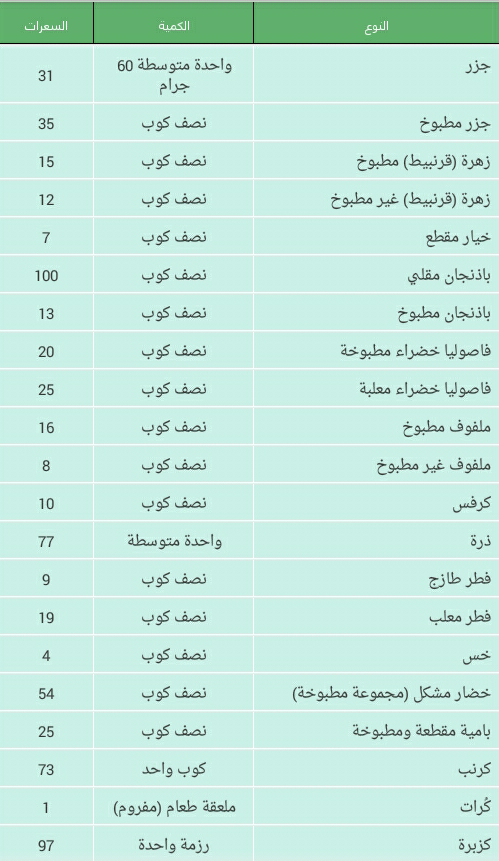 النوع الكمية السعرات
جزر واحدة متوسطة 60 31
جرام
جزر مطبوخ نصف كوب 35
زهرة (قرنبيط) مطبوخ نصف كوب 15
زهرة (قرنبيط) غير مطبوخ نصف كوب 12
خيار مقطع نصف كوب 7
باذنجان مقلي نصف كوب 100
باذنجان مطبوخ نصف كوب 13
فاصوليا خضراء مطبوخة نصف كوب 20
فاصوليا خضراء معلبة نصف كوب 25
ملفوف مطبوخ نصف كوب 16
ملفوف غير مطبوخ نصف كوب 8
كرفس نصف كوب 10
ذرة واحدة متوسطة 77
فطر طازج نصف كوب 9
فطر معلب نصف كوب 19
خس نصف كوب 4
خضار مشكل (مجموعة مطبوخة) نصف كوب 54
بامية مقطعة ومطبوخة نصف كوب 25
كرنب كوب واحد 73
كُرات ملعقة طعام (مفروم) 1
كزبرة رزمة واحدة 97